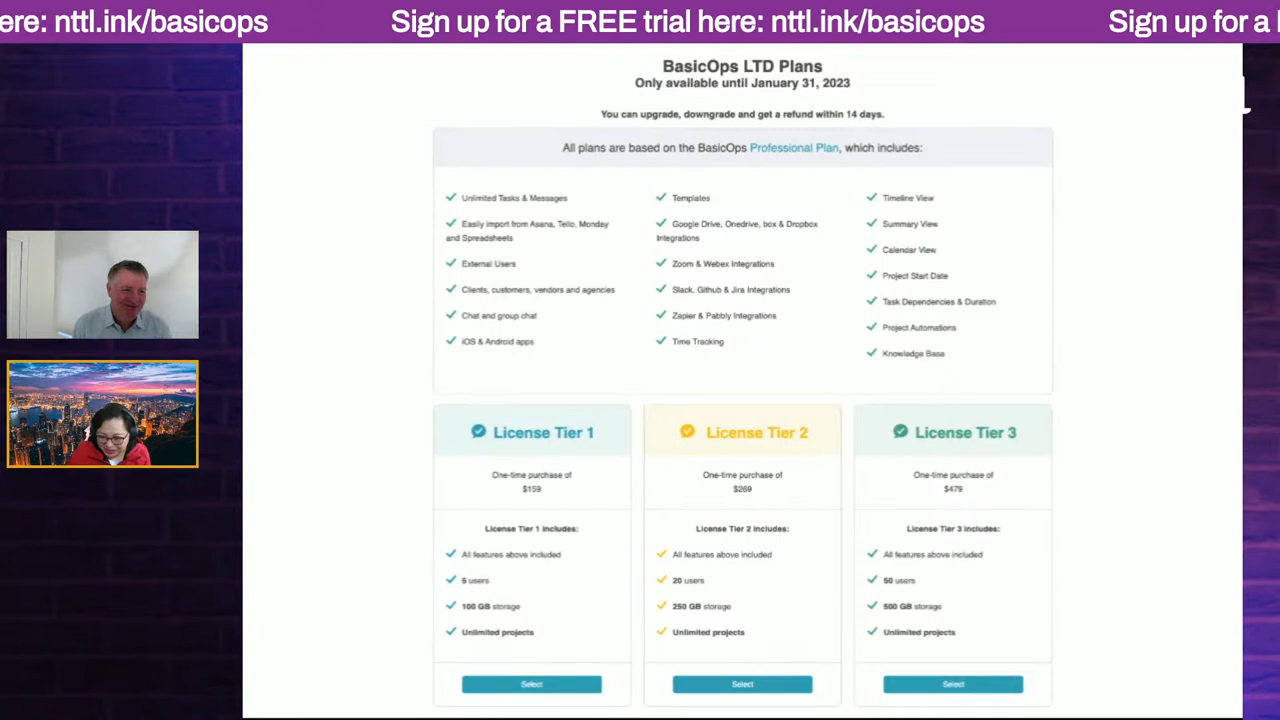 ere: nttl.ink/basicops Sign up for a FREE trial here: nttl.ink/basicops Sign up for a
BasicOps LTD Plans
Only available until January 31, 2023
You can upgrade, downgrade and get a refund within 14 days.
All plans are based on the BasicOps Professional Plan, which includes:
Unlimited Tasks & Messages
Easily import from Asana, Tello, Monday
and Spreadsheets
External Users
Clients, customers, vendors and agencies
Chat and group chat
iOS & Android apps
Templates
Google Drive, Onedrive, box & Dropbox
Integrations
Zoom & Webex Integrations
Slack, Github & Jira Integrations
Zapier & Pabbly Integrations
Time Tracking
Timeline View
Summary View
Calendar View
Project Start Date
Task Dependencies & Duration
Project Automations
Knowledge Base
License Tier 1
One-time purchase of
$159
License Tier 1 includes:
All features above included
5 users
100 GB storage
Unlimited projects
Select
License Tier 2
One-time purchase of
$269
License Tier 2 includes:
All features above included
20 users
250 GB storage
Unlimited projects
Select
License Tier 3
One-time purchase of
$479
License Tier 3 includes:
All features above included
50 users
500 GB storage
Unlimited projects
Select